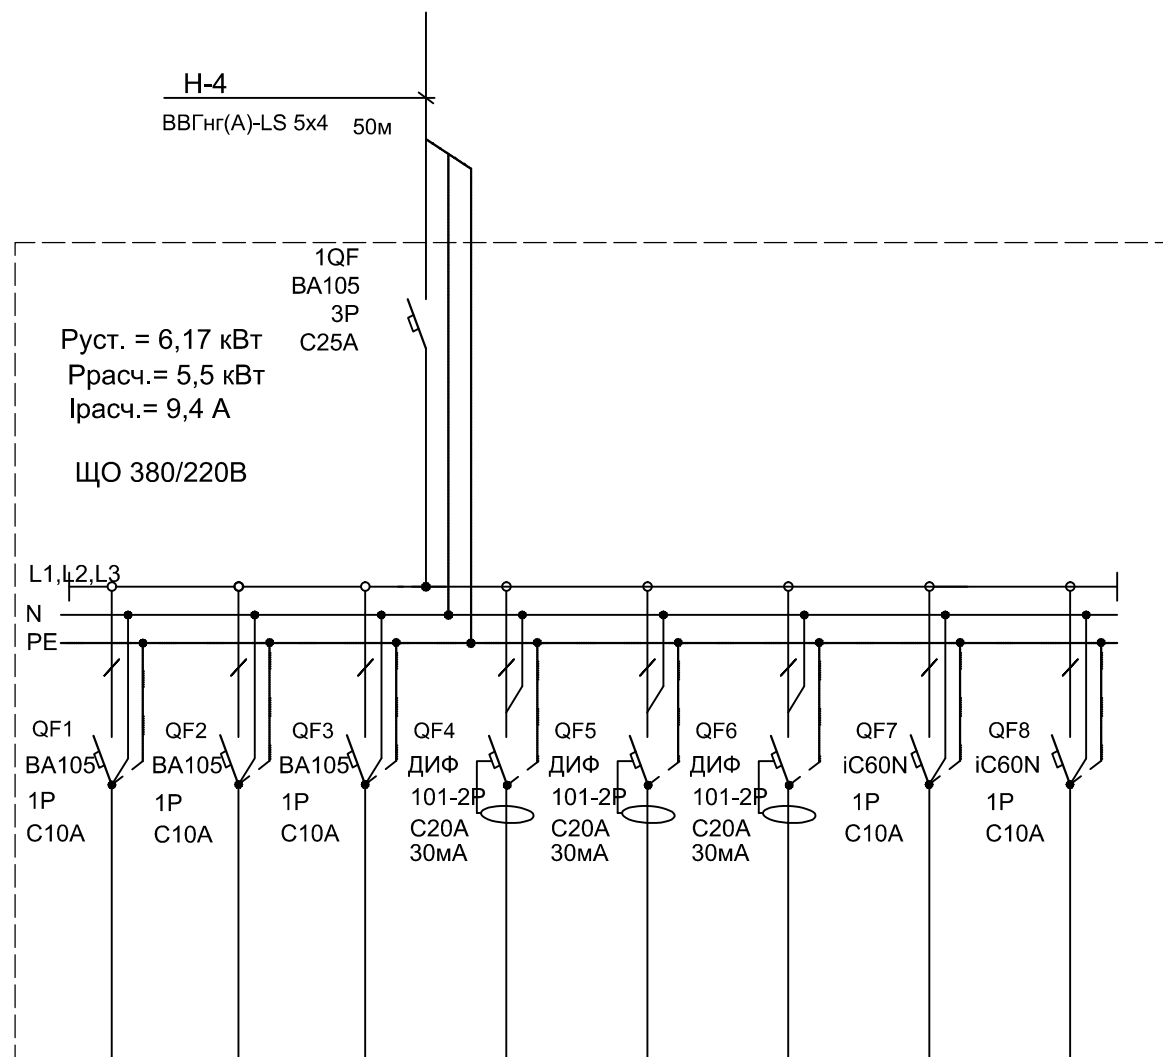 Н-4
ВВГнг(А)-LS 5х4 50м
1QF
ВА105
3Р
С25А
Руст. = 6,17 кВт
Ррасч.= 5,5 кВт
Iрасч.= 9,4 А
ЩО 380/220В
L1,L2,L3
N
PE
QF1
ВА105
1Р
С10А
QF2
ВА105
1Р
С10А
QF3
ВА105
1Р
С10А
QF4
ДИФ
101-2Р
С20А
30мА
QF5
ДИФ
101-2Р
С20А
30мА
QF6
ДИФ
101-2Р
С20А
30мА
QF7
iC60N
1Р
С10А
QF8
iC60N
1Р
С10А